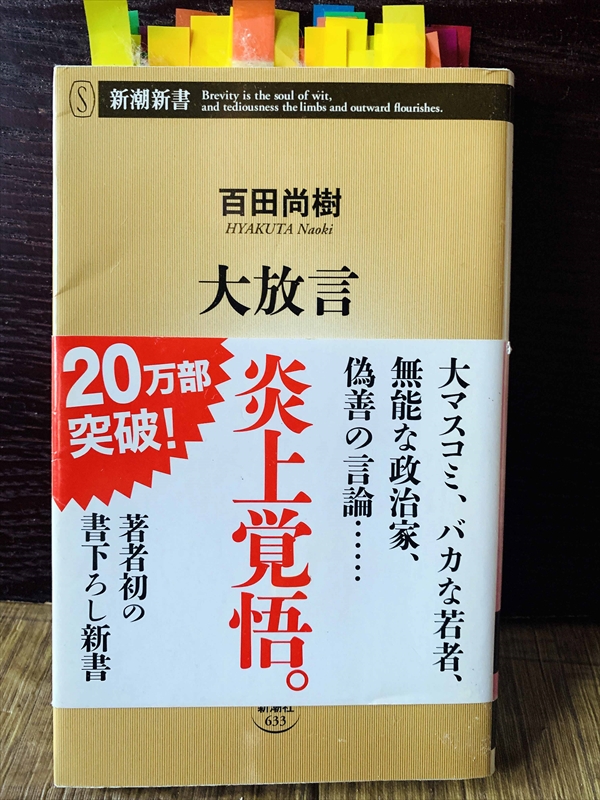 S
新潮新書
Brevity is the soul of wit,
and tediousness the limbs and outward flourishes.
百田尚樹
HYAKUTA Naoki
大放言
大マスコミ、バカな若者、
無能な政治家、
偽善の言論……
炎上覚悟。
20万部
突破!
著者初の
書下ろし新書
新潮社
633